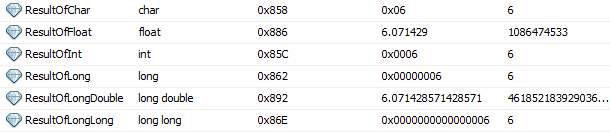 ResultOfChar char 0x858 0x06 6
ResultOfFloat float 0x886 6.071429 1086474533
ResultOfInt int 0x85C 0x0006 6
ResultOfLong long 0x862 0x00000006 6
ResultOfLongDouble long double 0x892 6.071428571428571 461852183929036...
ResultOfLongLong long long 0x86E 0x0000000000000006 6